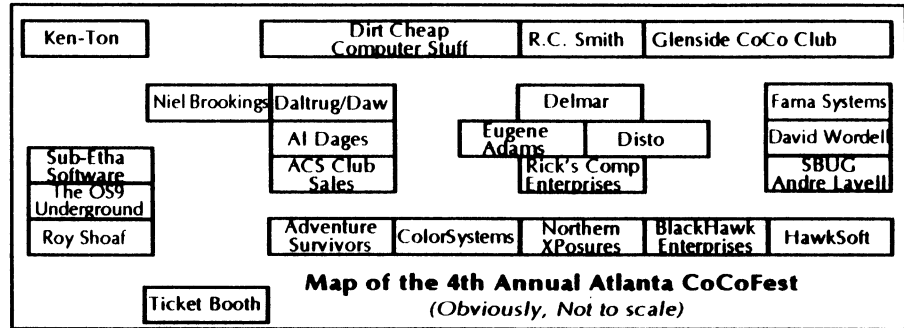 Ken-Ton
Dirt Cheap
Computer Stuff
R.C. Smith
Glenside CoCo Club
Niel Brookings
Daltrug/Daw
Delmar
Farna Systems
Al Dages
Eugene
Adams
Disto
David Wordell
Sub-Etha
Software
ACS Club
Sales
Rick's Comp
Enterprises
SBUG
Andre Lavell
The OS9
Underground
Roy Shoaf
Adventure
Survivors
ColorSystems
Northern
XPosures
BlackHawk
Enterprises
HawkSoft
Map of the 4th Annual Atlanta CoCoFest
(Obviously, Not to scale)
Ticket Booth